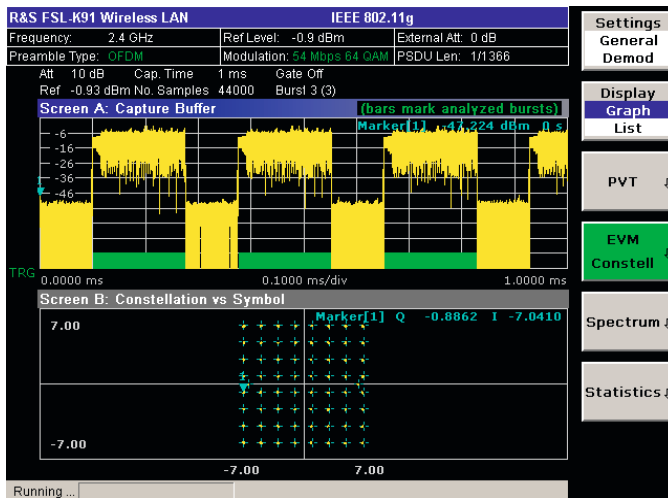 R&S FSL-K91 Wireless LAN IEEE 802.11g
Frequency: 2.4 GHz Ref Level: -0.9 dBm External Att: 0 dB
Preamble Type: OFDM Modulation: 54 Mbps 64 QAM PSDU Len: 1/1366
Att 10 dB Cap. Time 1 ms Gate Off
Ref -0.93 dBm No. Samples 44000 Burst 3 (3)
Screen A: Capture Buffer (bars mark analyzed bursts)
Marker[1] -47.224 dBm 0 s
-6
-16
-26
-36
-46
1
TRG
0.0000 ms 0.1000 ms/div 1.0000 ms
Screen B: Constellation vs Symbol
Marker[1] Q -0.8862 I -7.0410
7.00
1
-7.00
-7.00 7.00
Running ...
Settings
General
Demod
Display
Graph
List
PVT
EVM
Constell
Spectrum
Statistics